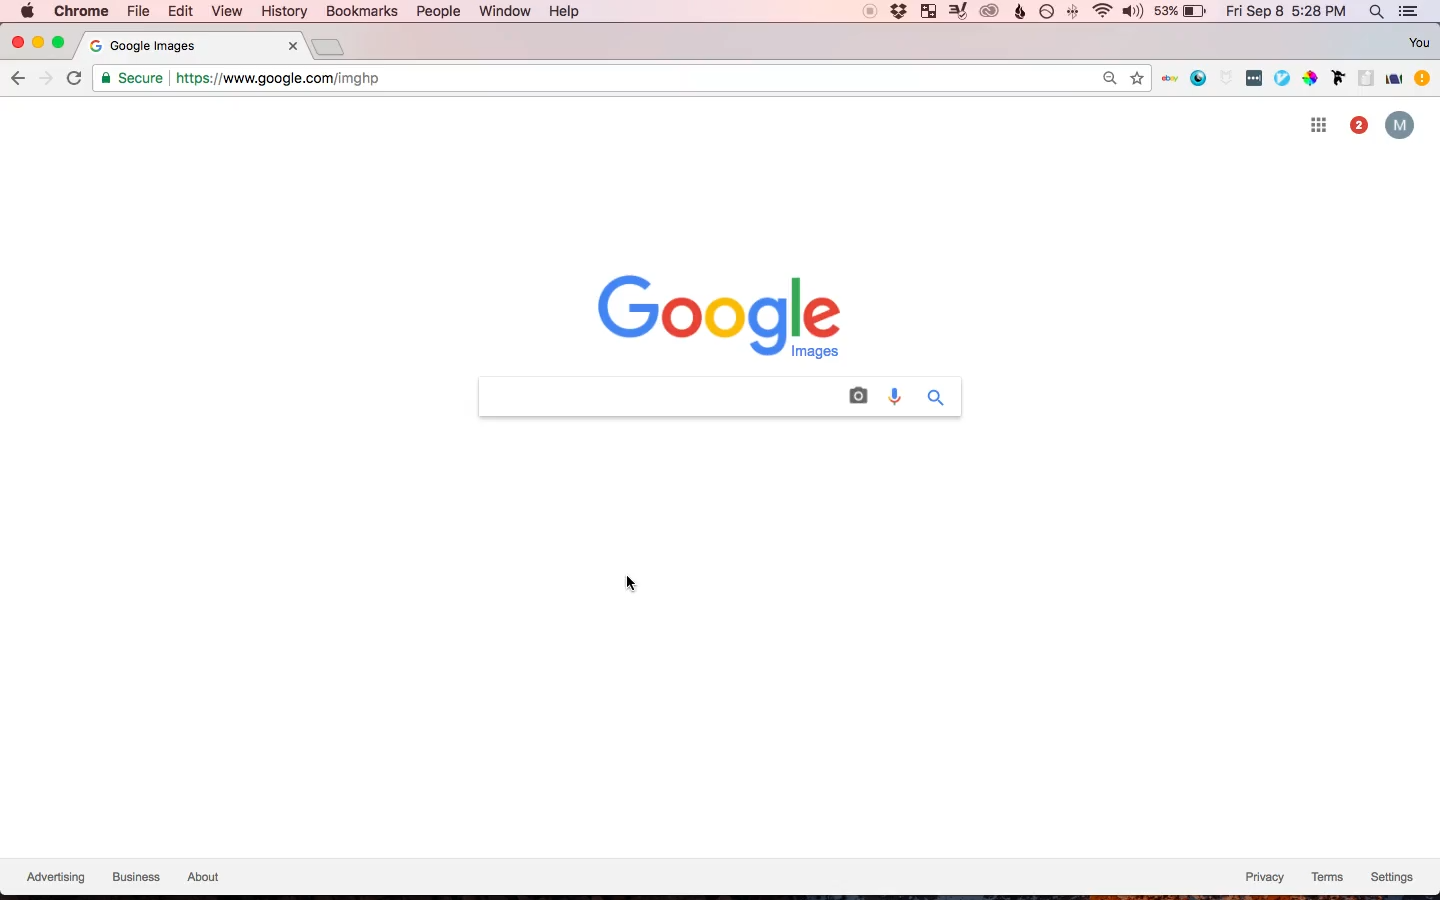 Chrome File Edit View History Bookmarks People Window Help 53% Fri Sep 8 5:28 PM
Google Images You
Secure https://www.google.com/imghp ebay
2 M
Google
Images
Advertising Business About Privacy Terms Settings